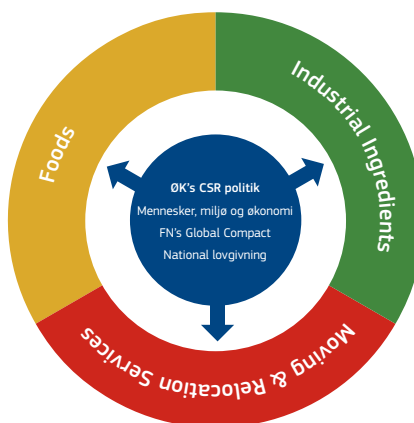 Foods
Industrial Ingredients
ØK's CSR politik
Mennesker, miljø og økonomi
FN's Global Compact
National lovgivning
Moving & Relocation Services